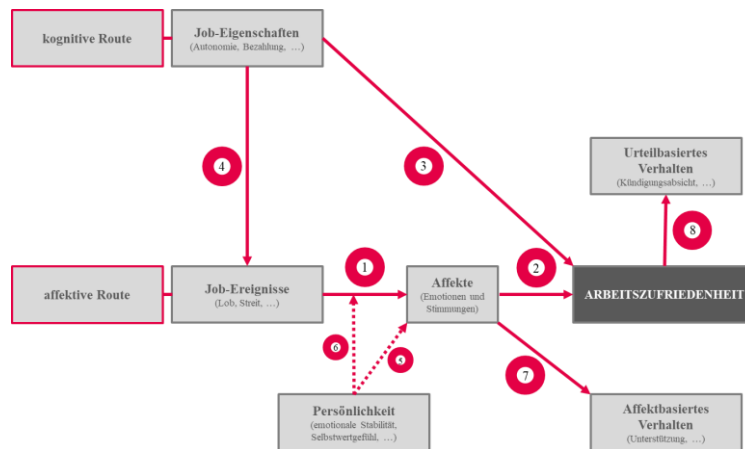 kognitive Route
Job-Eigenschaften
(Autonomie, Bezahlung, …)
4
3
Urteilbasiertes
Verhalten
(Kündigungsabsicht, …)
8
affektive Route
Job-Ereignisse
(Lob, Streit, …)
1
Affekte
(Emotionen und
Stimmungen)
2
ARBEITSZUFRIEDENHEIT
6
5
7
Persönlichkeit
(emotionale Stabilität,
Selbstwertgefühl, …)
Affektbasiertes
Verhalten
(Unterstützung, …)